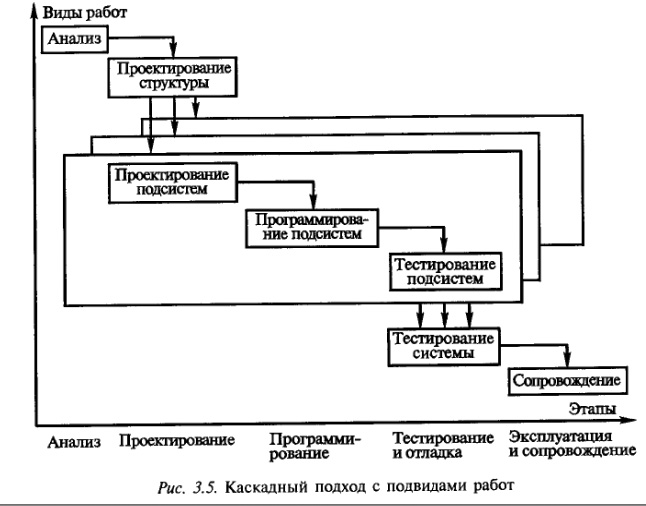 Виды работ
Анализ
Проектирование
структуры
Проектирование
подсистем
Программирова-
ние подсистем
Тестирование
подсистем
Тестирование
системы
Сопровождение
Этапы
Анализ
Проектирование
Программи-
рование
Тестирование
и отладка
Эксплуатация
и сопровождение
Рис. 3.5. Каскадный подход с подвидами работ